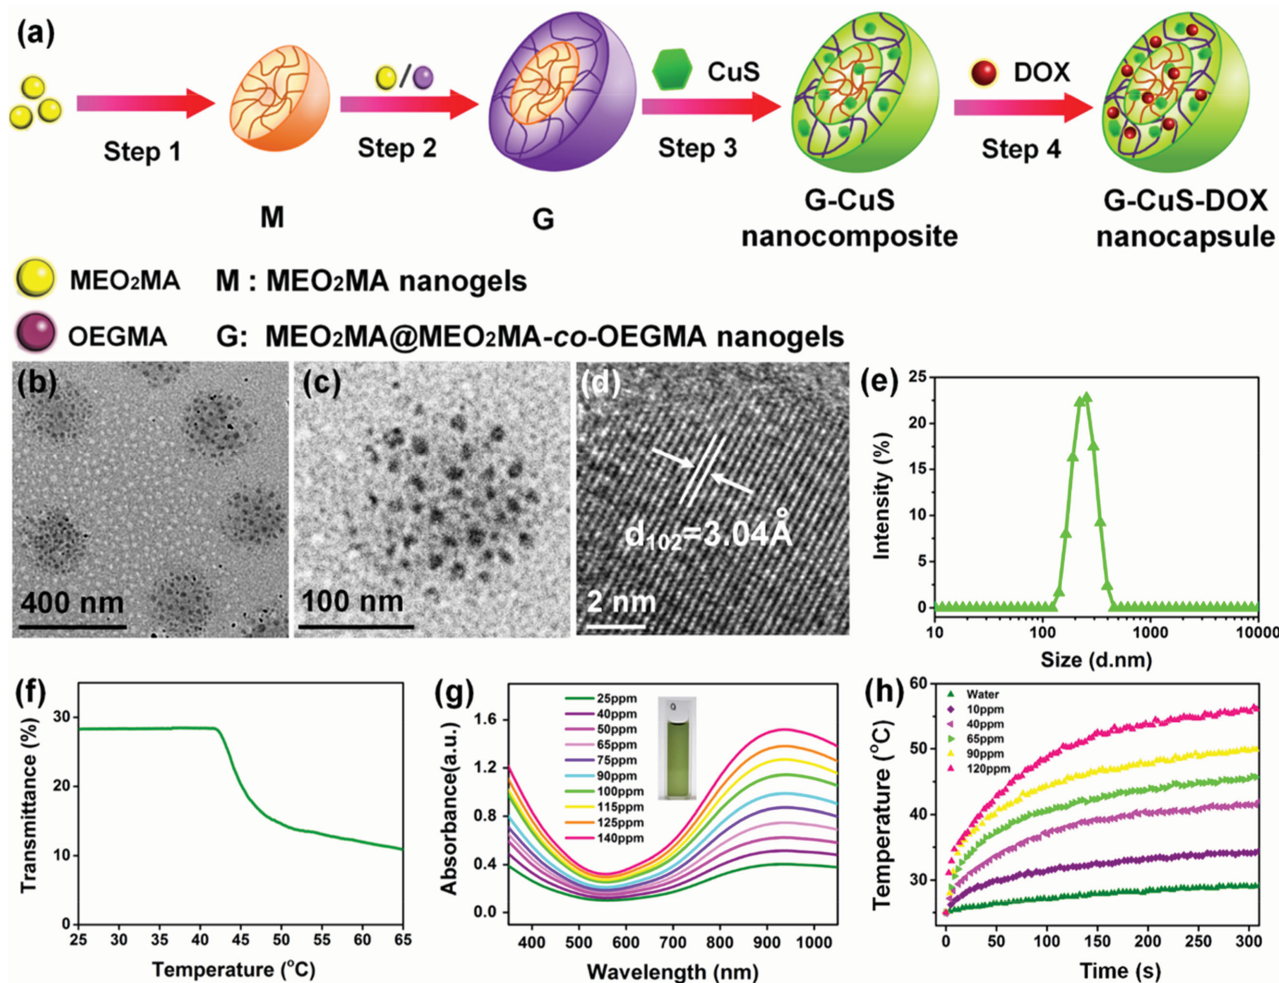 (a)
CuS
DOX
Step 1
Step 2
Step 3
Step 4
M
G
G-CuS
nanocomposite
G-CuS-DOX
nanocapsule
MEO₂MA M : MEO₂MA nanogels
OEGMA G: MEO₂MA@MEO₂MA-co-OEGMA nanogels
(b)
400 nm
(c)
100 nm
(d)
d₁₀₂=3.04Å
2 nm
(e)
Intensity (%)
25
20
15
10
5
0
10 100 1000 10000
Size (d.nm)
(f)
Transmittance (%)
30
20
10
0
25 30 35 40 45 50 55 60 65
Temperature (°C)
(g)
Absorbance(a.u.)
1.6
1.2
0.8
0.4
0.0
25ppm
40ppm
50ppm
65ppm
75ppm
90ppm
100ppm
115ppm
125ppm
140ppm
400 500 600 700 800 900 1000
Wavelength (nm)
(h)
Temperature (°C)
60
50
40
30
Water
10ppm
40ppm
65ppm
90ppm
120ppm
0 50 100 150 200 250 300
Time (s)